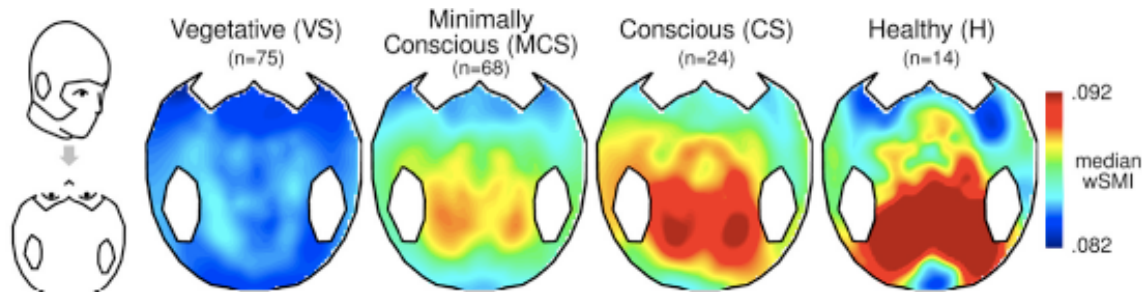 Vegetative (VS)
(n=75)
Minimally
Conscious (MCS)
(n=68)
Conscious (CS)
(n=24)
Healthy (H)
(n=14)
.092
median
wSMI
.082